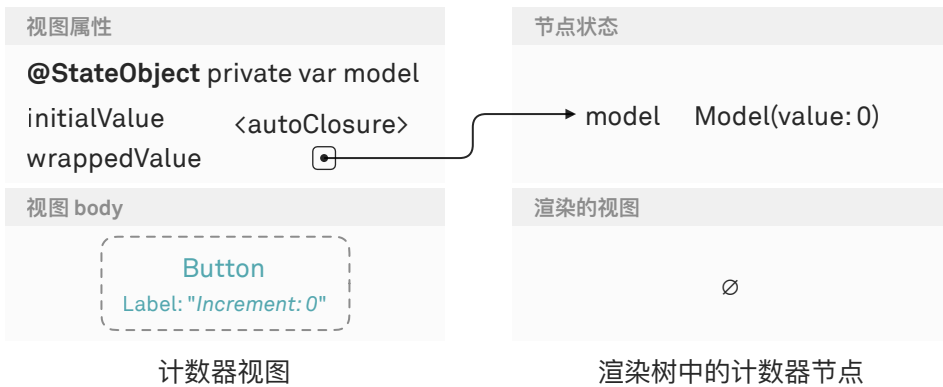 视图属性
@StateObject private var model
initialValue <autoClosure>
wrappedValue
视图 body
Button
Label: "Increment: 0"
计数器视图
节点状态
model Model(value: 0)
渲染的视图
∅
渲染树中的计数器节点